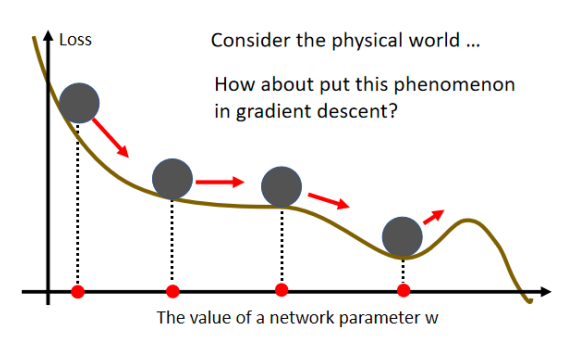 Loss
Consider the physical world ...
How about put this phenomenon
in gradient descent?
The value of a network parameter w